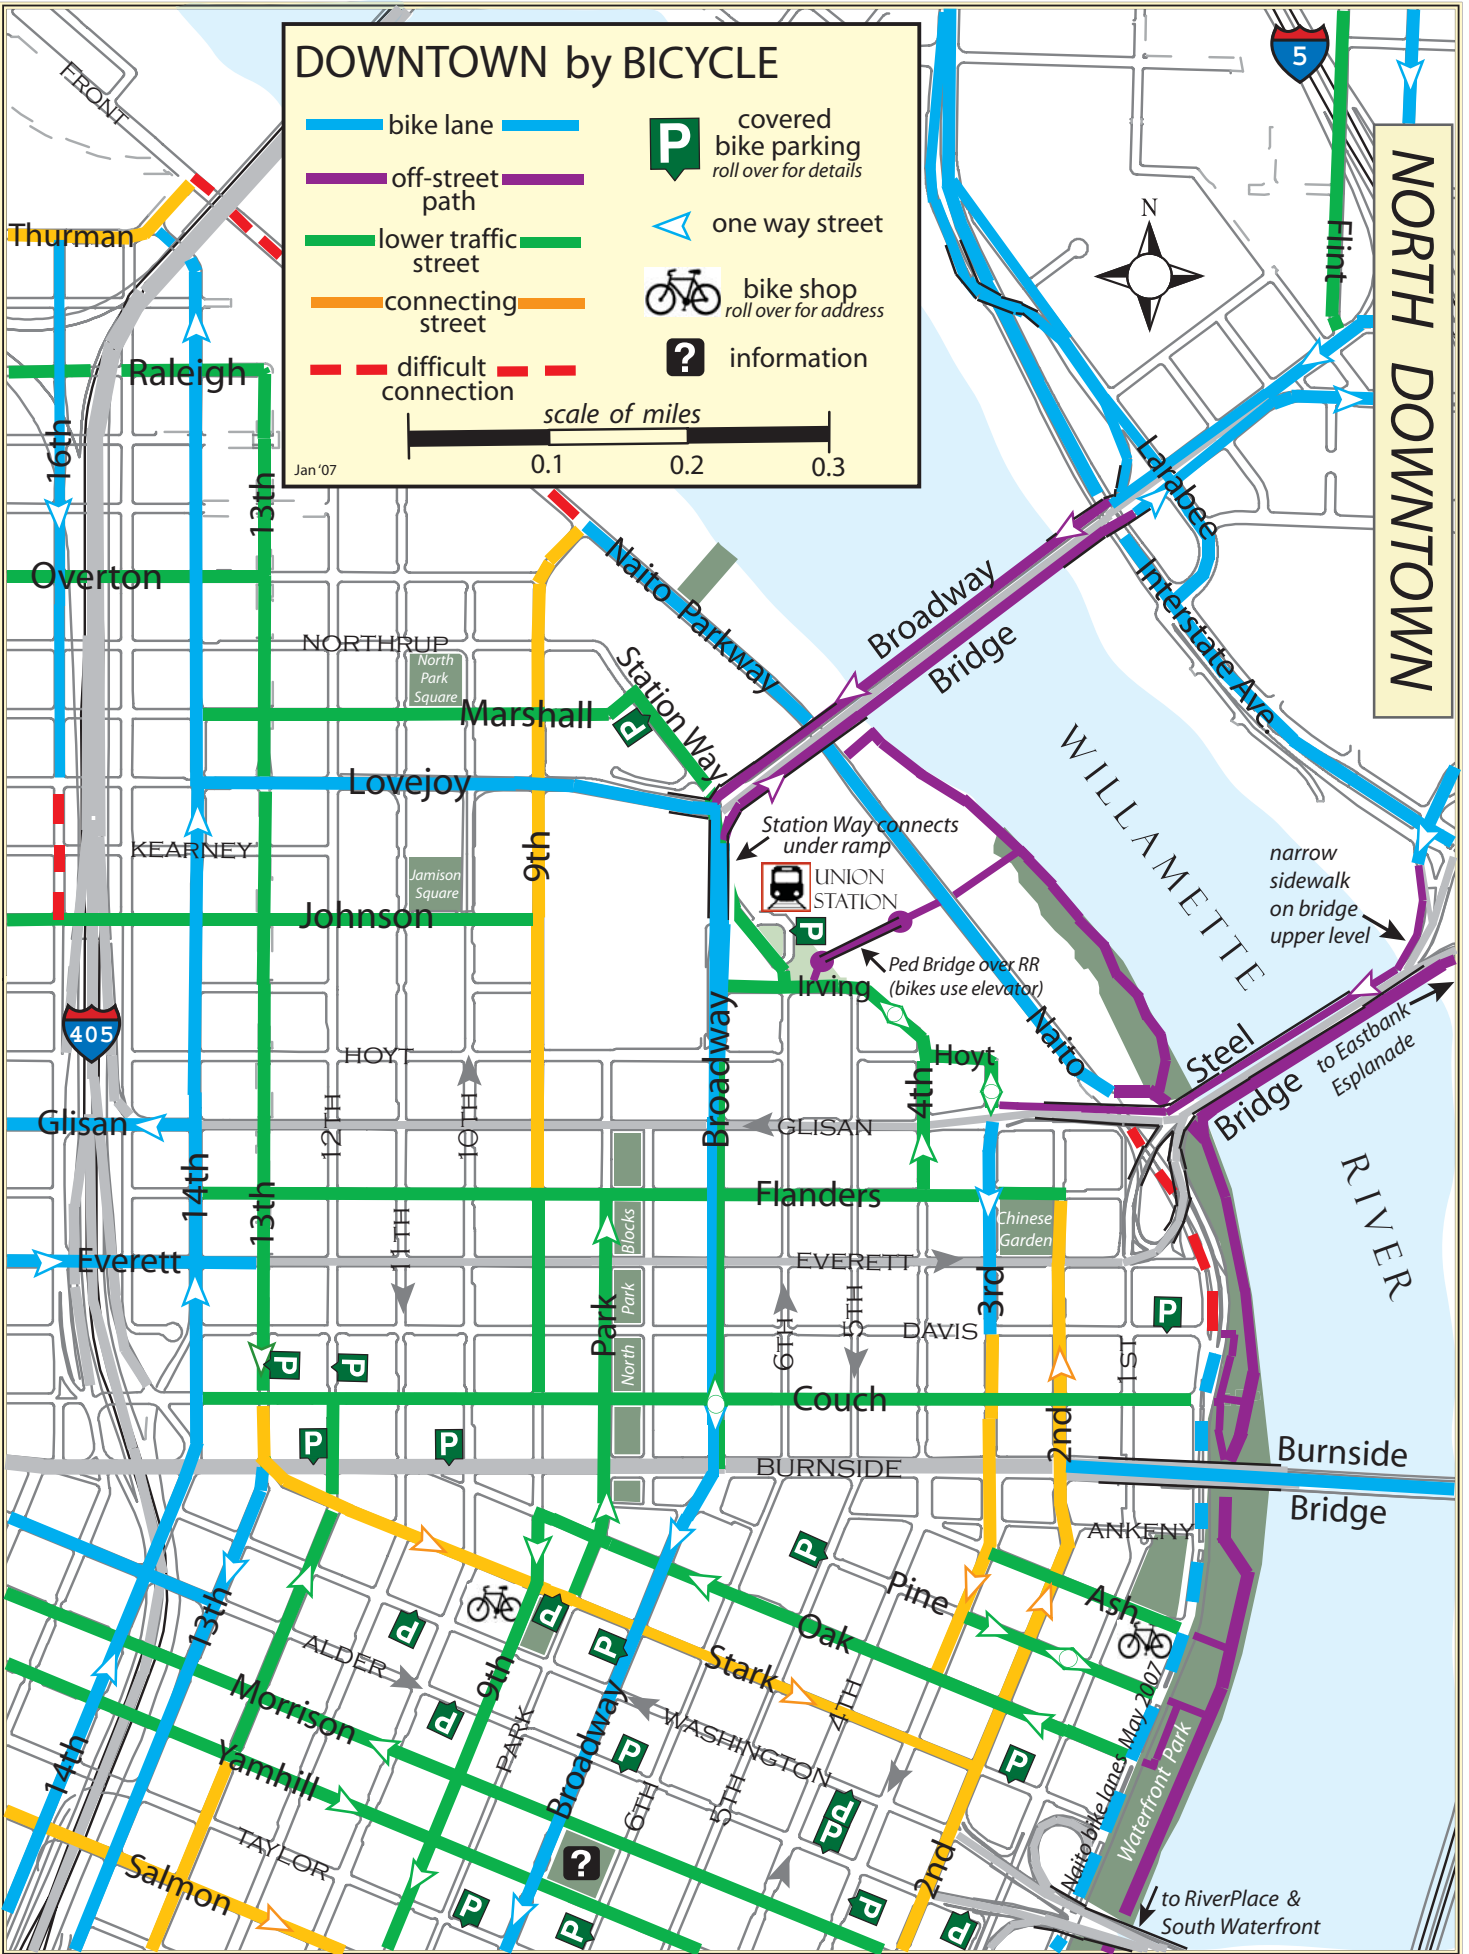 DOWNTOWN by BICYCLE
bike lane
off-street
path
lower traffic
street
connecting
street
difficult
connection
P
covered
bike parking
roll over for details
one way street
bike shop
roll over for address
?
information
scale of miles
0.1
0.2
0.3
Jan '07
NORTH DOWNTOWN
5
N
FRONT
Thurman
Flint
Raleigh
16th
13th
Larabee
Overton
Naito Parkway
Broadway
Bridge
Interstate Ave.
NORTHRUP
North
Park
Square
Station Way
Marshall
P
Lovejoy
WILLAMETTE
RIVER
Station Way connects
under ramp
KEARNEY
9th
Jamison
Square
UNION
STATION
narrow
sidewalk
on bridge
upper level
Johnson
P
Ped Bridge over RR
(bikes use elevator)
Irving
405
Broadway
Naito
HOYT
Hoyt
4th
Steel
Bridge
to Eastbank
Esplanade
Glisan
12TH
10TH
GLISAN
14th
13th
Flanders
Chinese
Garden
Everett
11TH
Blocks
Park
North
EVERETT
3rd
Park
6TH
5TH
DAVIS
1ST
P
P
P
Couch
P
P
2nd
BURNSIDE
Burnside
Bridge
ANKENY
P
Pine
Ash
13th
P
P
P
Oak
ALDER
9th
Stark
Morrison
P
PARK
Broadway
WASHINGTON
4TH
Yamhill
P
P
14th
6TH
5TH
P
P
Naito bike lanes May 2007
Waterfront Park
TAYLOR
?
2nd
Salmon
P
P
P
P
to RiverPlace &
South Waterfront